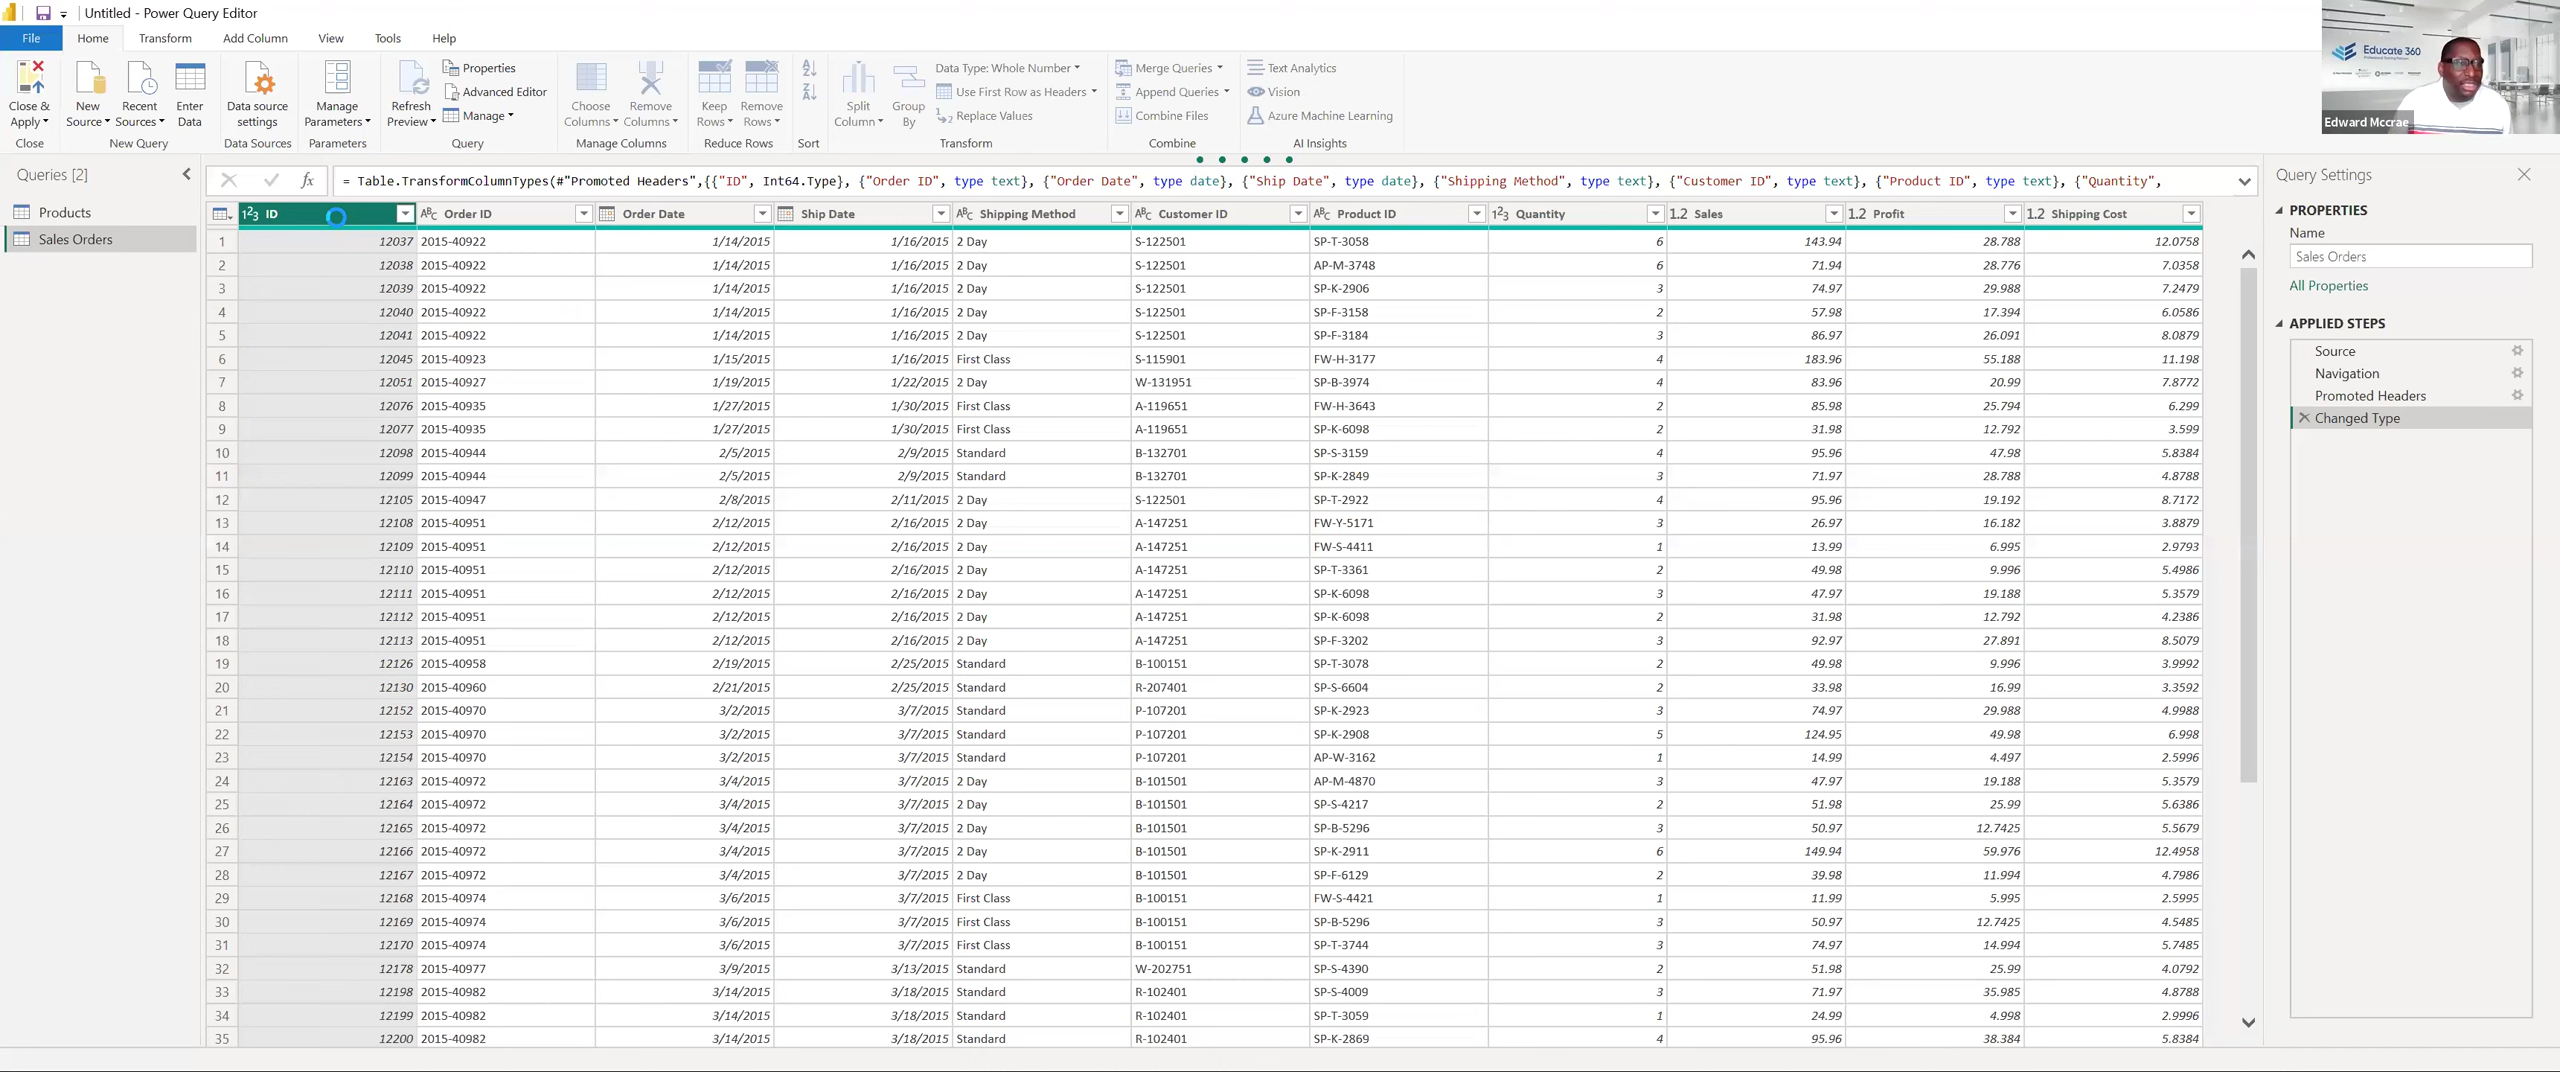 Untitled - Power Query Editor
File Home Transform Add Column View Tools Help
Close & Apply
New Source
Recent Sources
Enter Data
Data source settings
Manage Parameters
Refresh Preview
Properties
Advanced Editor
Manage
Choose Columns
Remove Columns
Keep Rows
Remove Rows
Split Column
Group By
Data Type: Whole Number
Use First Row as Headers
Replace Values
Merge Queries
Append Queries
Combine Files
Text Analytics
Vision
Azure Machine Learning
Close New Query Data Sources Parameters Query Manage Columns Reduce Rows Sort Transform Combine AI Insights
Educate 360
Edward Mccrae
Queries [2]
Products
Sales Orders
fx = Table.TransformColumnTypes(#"Promoted Headers",{{"ID", Int64.Type}, {"Order ID", type text}, {"Order Date", type date}, {"Ship Date", type date}, {"Shipping Method", type text}, {"Customer ID", type text}, {"Product ID", type text}, {"Quantity",
123 ID ABC Order ID Order Date Ship Date ABC Shipping Method ABC Customer ID ABC Product ID 123 Quantity 1.2 Sales 1.2 Profit 1.2 Shipping Cost
1 12037 2015-40922 1/14/2015 1/16/2015 2 Day S-122501 SP-T-3058 6 143.94 28.788 12.0758
2 12038 2015-40922 1/14/2015 1/16/2015 2 Day S-122501 AP-M-3748 6 71.94 28.776 7.0358
3 12039 2015-40922 1/14/2015 1/16/2015 2 Day S-122501 SP-K-2906 3 74.97 29.988 7.2479
4 12040 2015-40922 1/14/2015 1/16/2015 2 Day S-122501 SP-F-3158 2 57.98 17.394 6.0586
5 12041 2015-40922 1/14/2015 1/16/2015 2 Day S-122501 SP-F-3184 3 86.97 26.091 8.0879
6 12045 2015-40923 1/15/2015 1/16/2015 First Class S-115901 FW-H-3177 4 183.96 55.188 11.198
7 12051 2015-40927 1/19/2015 1/22/2015 2 Day W-131951 SP-B-3974 4 83.96 20.99 7.8772
8 12076 2015-40935 1/27/2015 1/30/2015 First Class A-119651 FW-H-3643 2 85.98 25.794 6.299
9 12077 2015-40935 1/27/2015 1/30/2015 First Class A-119651 SP-K-6098 2 31.98 12.792 3.599
10 12098 2015-40944 2/5/2015 2/9/2015 Standard B-132701 SP-S-3159 4 95.96 47.98 5.8384
11 12099 2015-40944 2/5/2015 2/9/2015 Standard B-132701 SP-K-2849 3 71.97 28.788 4.8788
12 12105 2015-40947 2/8/2015 2/11/2015 2 Day S-122501 SP-T-2922 4 95.96 19.192 8.7172
13 12108 2015-40951 2/12/2015 2/16/2015 2 Day A-147251 FW-Y-5171 3 26.97 16.182 3.8879
14 12109 2015-40951 2/12/2015 2/16/2015 2 Day A-147251 FW-S-4411 1 13.99 6.995 2.9793
15 12110 2015-40951 2/12/2015 2/16/2015 2 Day A-147251 SP-T-3361 2 49.98 9.996 5.4986
16 12111 2015-40951 2/12/2015 2/16/2015 2 Day A-147251 SP-K-6098 3 47.97 19.188 5.3579
17 12112 2015-40951 2/12/2015 2/16/2015 2 Day A-147251 SP-K-6098 2 31.98 12.792 4.2386
18 12113 2015-40951 2/12/2015 2/16/2015 2 Day A-147251 SP-F-3202 3 92.97 27.891 8.5079
19 12126 2015-40958 2/19/2015 2/25/2015 Standard B-100151 SP-T-3078 2 49.98 9.996 3.9992
20 12130 2015-40960 2/21/2015 2/25/2015 Standard R-207401 SP-S-6604 2 33.98 16.99 3.3592
21 12152 2015-40970 3/2/2015 3/7/2015 Standard P-107201 SP-K-2923 3 74.97 29.988 4.9988
22 12153 2015-40970 3/2/2015 3/7/2015 Standard P-107201 SP-K-2908 5 124.95 49.98 6.998
23 12154 2015-40970 3/2/2015 3/7/2015 Standard P-107201 AP-W-3162 1 14.99 4.497 2.5996
24 12163 2015-40972 3/4/2015 3/7/2015 2 Day B-101501 AP-M-4870 3 47.97 19.188 5.3579
25 12164 2015-40972 3/4/2015 3/7/2015 2 Day B-101501 SP-S-4217 2 51.98 25.99 5.6386
26 12165 2015-40972 3/4/2015 3/7/2015 2 Day B-101501 SP-B-5296 3 50.97 12.7425 5.5679
27 12166 2015-40972 3/4/2015 3/7/2015 2 Day B-101501 SP-K-2911 6 149.94 59.976 12.4958
28 12167 2015-40972 3/4/2015 3/7/2015 2 Day B-101501 SP-F-6129 2 39.98 11.994 4.7986
29 12168 2015-40974 3/6/2015 3/7/2015 First Class B-100151 FW-S-4421 1 11.99 5.995 2.5995
30 12169 2015-40974 3/6/2015 3/7/2015 First Class B-100151 SP-B-5296 3 50.97 12.7425 4.5485
31 12170 2015-40974 3/6/2015 3/7/2015 First Class B-100151 SP-T-3744 3 74.97 14.994 5.7485
32 12178 2015-40977 3/9/2015 3/13/2015 Standard W-202751 SP-S-4390 2 51.98 25.99 4.0792
33 12198 2015-40982 3/14/2015 3/18/2015 Standard R-102401 SP-S-4009 3 71.97 35.985 4.8788
34 12199 2015-40982 3/14/2015 3/18/2015 Standard R-102401 SP-T-3059 1 24.99 4.998 2.9996
35 12200 2015-40982 3/14/2015 3/18/2015 Standard R-102401 SP-K-2869 4 95.96 38.384 5.8384
Query Settings
PROPERTIES
Name
Sales Orders
All Properties
APPLIED STEPS
Source
Navigation
Promoted Headers
Changed Type